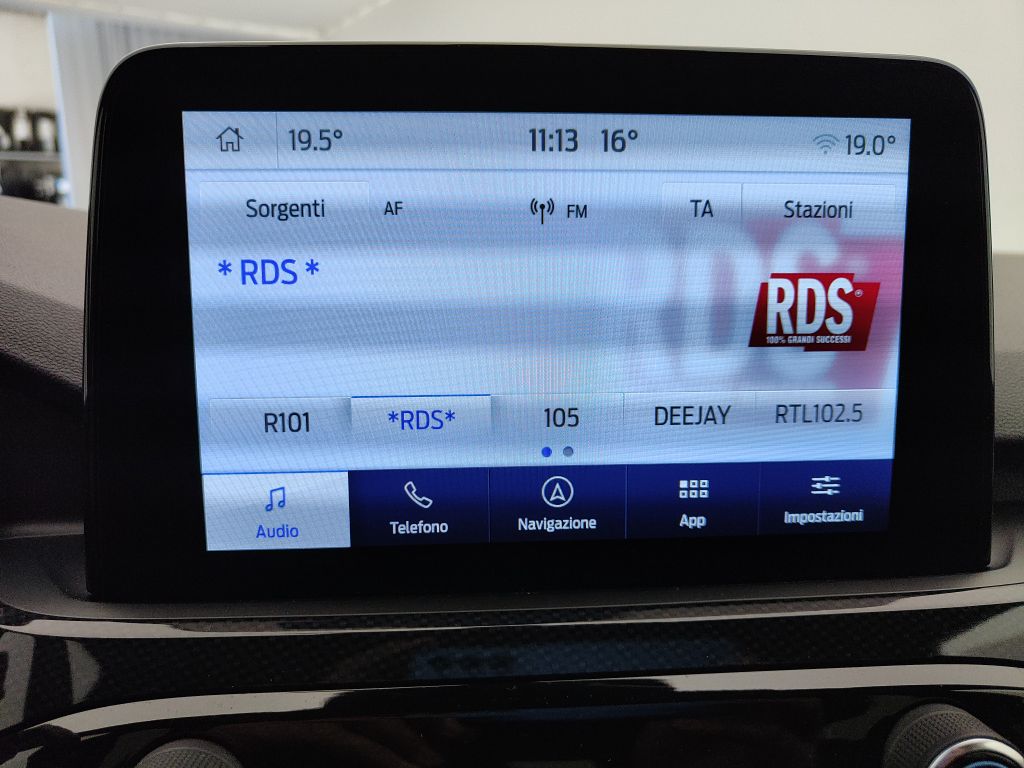 19.5° 11:13 16° 19.0°
Sorgenti AF FM TA Stazioni
*RDS*
RDS
100% GRANDI SUCCESSI
R101 *RDS* 105 DEEJAY RTL102.5
Audio Telefono Navigazione App Impostazioni